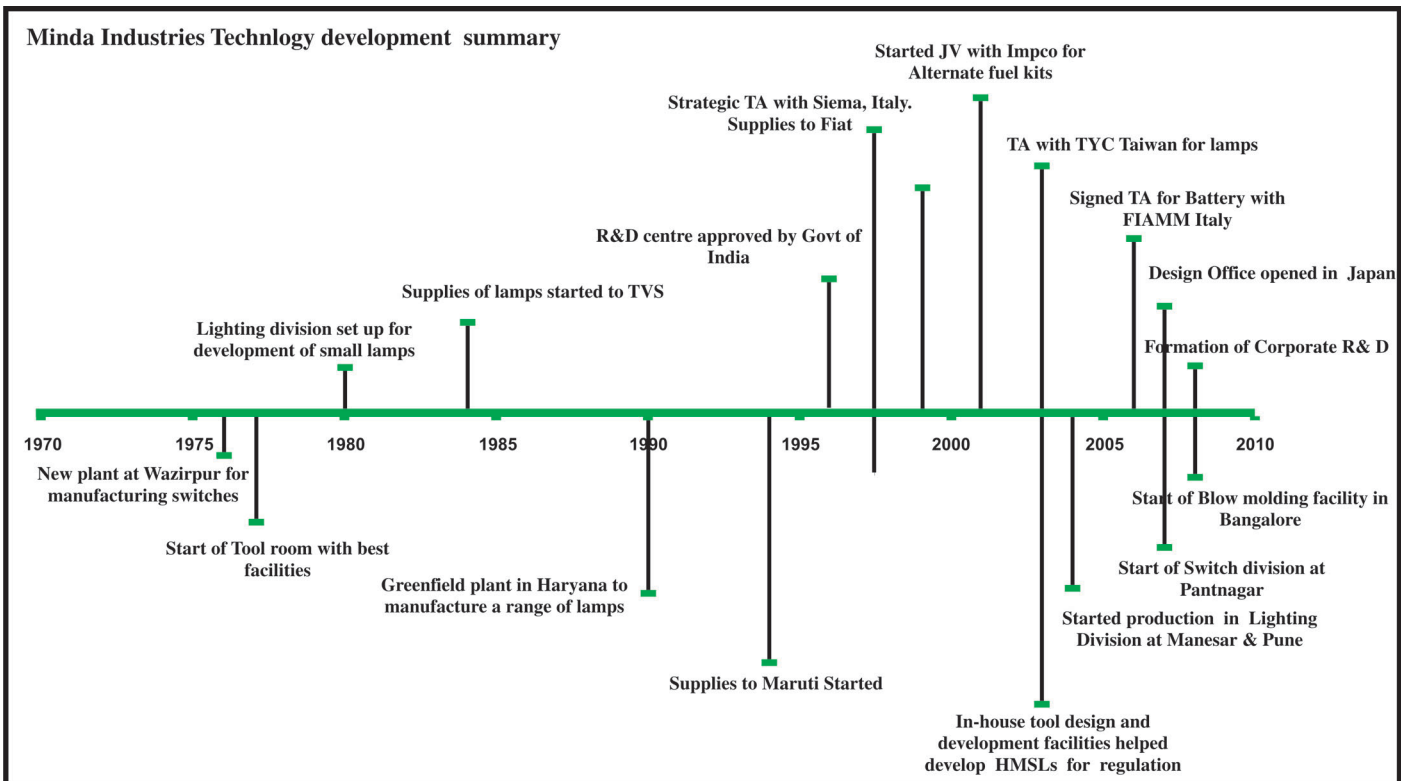 Minda Industries Technlogy development  summary
Started JV with Impco for
Alternate fuel kits
Strategic TA with Siema, Italy.
Supplies to Fiat
TA with TYC Taiwan for lamps
Signed TA for Battery with
FIAMM Italy
R&D centre approved by Govt of
India
Design Office opened in  Japan
Supplies of lamps started to TVS
Lighting division set up for
development of small lamps
Formation of Corporate R& D
1970
1975
1980
1985
1990
1995
2000
2005
2010
New plant at Wazirpur for
manufacturing switches
Start of Blow molding facility in
Bangalore
Start of Tool room with best
facilities
Start of Switch division at
Pantnagar
Greenfield plant in Haryana to
manufacture a range of lamps
Started production  in  Lighting
Division at Manesar & Pune
Supplies to Maruti Started
In-house tool design and
development facilities helped
develop  HMSLs  for  regulation